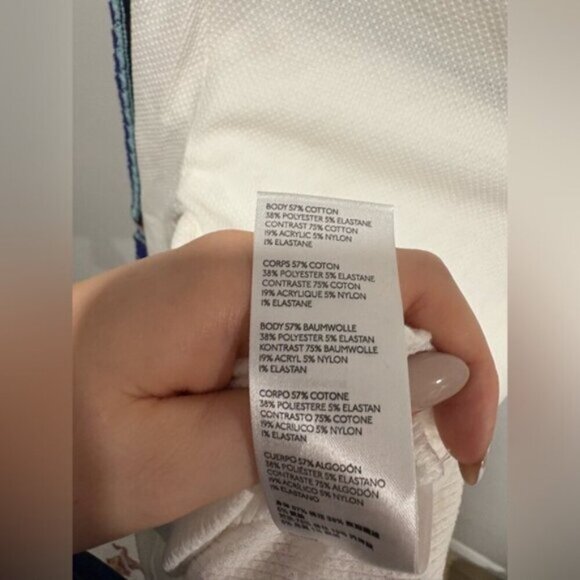 BODY 57% COTTON
38% POLYESTER 5% ELASTANE
CONTRAST 75% COTTON
19% ACRYLIC 5% NYLON
1% ELASTANE
CORPS 57% COTON
38% POLYESTER 5% ELASTANE
CONTRASTE 75% COTON
19% ACRYLIQUE 5% NYLON
1% ELASTANE
BODY 57% BAUMWOLLE
38% POLYESTER 5% ELASTAN
KONTRAST 75% BAUMWOLLE
19% ACRYL 5% NYLON
1% ELASTAN
CORPO 57% COTONE
38% POLIESTERE 5% ELASTAN
CONTRASTO 75% COTONE
19% ACRILICO 5% NYLON
1% ELASTAN
CUERPO 57% ALGODÓN
38% POLIÉSTER 5% ELASTANO
CONTRASTE 75% ALGODÓN
19% ACRÍLICO 5% NYLON
1% ELASTANO